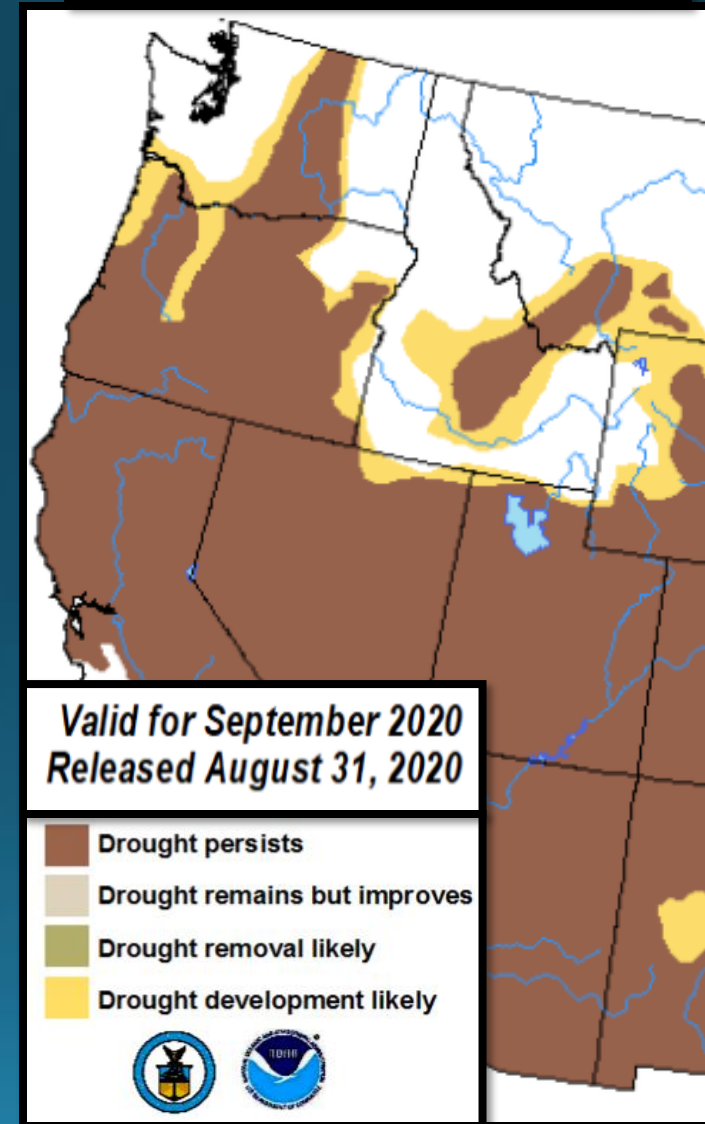 Valid for September 2020
Released August 31, 2020
Drought persists
Drought remains but improves
Drought removal likely
Drought development likely